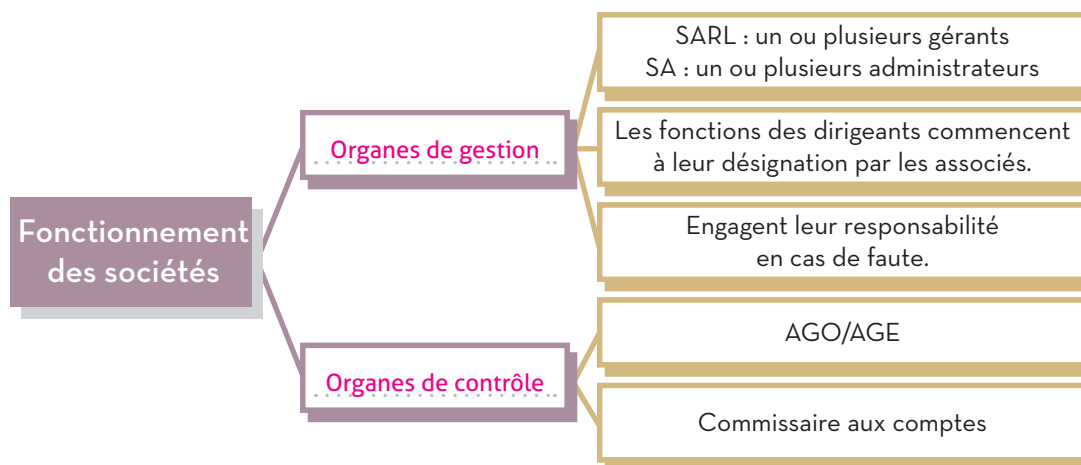 Fonctionnement
des sociétés
Organes de gestion
SARL : un ou plusieurs gérants
SA : un ou plusieurs administrateurs
Les fonctions des dirigeants commencent
à leur désignation par les associés.
Engagent leur responsabilité
en cas de faute.
Organes de contrôle
AGO/AGE
Commissaire aux comptes